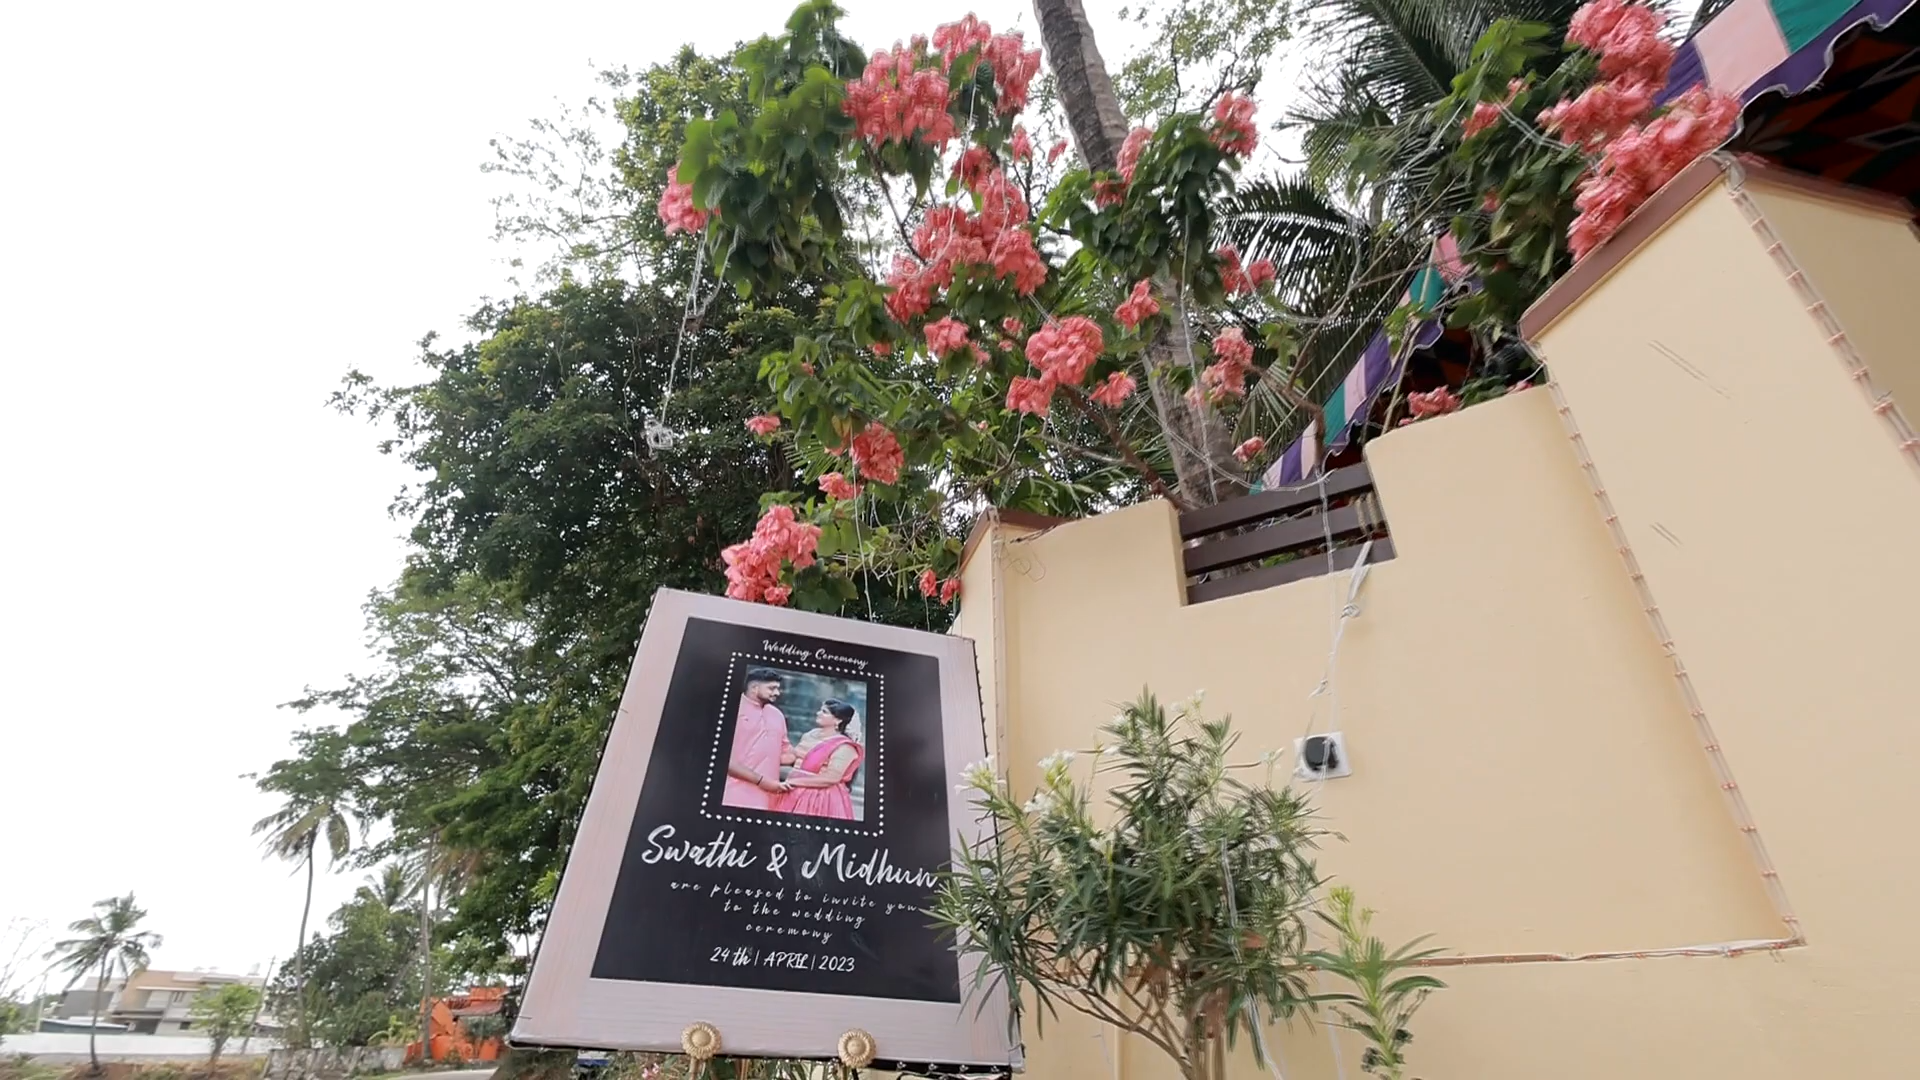 Wedding Ceremony
Swathi & Midhun
are pleased to invite you
to the wedding
ceremony
24th | APRIL | 2023